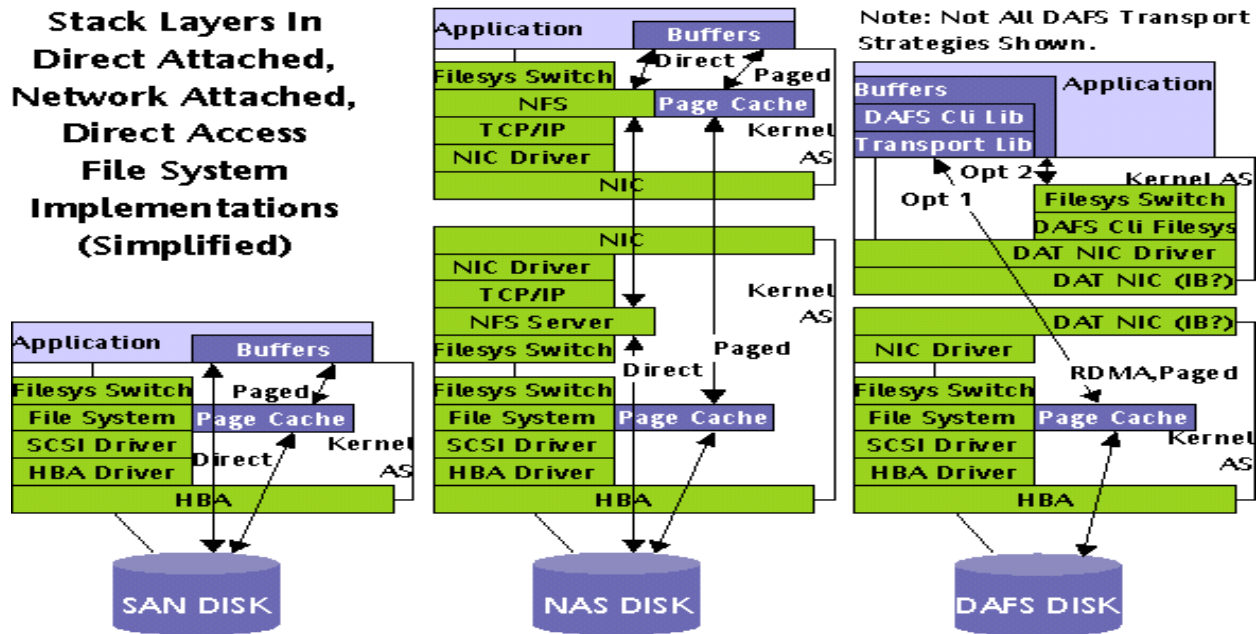 Stack Layers In
Direct Attached,
Network Attached,
Direct Access
File System
Implementations
(Simplified)
Application
Buffers
Filesys Switch
Paged
File System
Page Cache
SCSI Driver
Direct
Kernel
AS
HBA Driver
HBA
SAN DISK
Application
Buffers
Direct
Filesys Switch
Paged
NFS
Page Cache
TCP/IP
Kernel
AS
NIC Driver
NIC
NIC
NIC Driver
TCP/IP
Kernel
AS
NFS Server
Filesys Switch
Paged
Direct
Filesys Switch
File System
Page Cache
SCSI Driver
Kernel
AS
HBA Driver
HBA
NAS DISK
Note: Not All DAFS Transport
Strategies Shown.
Application
Buffers
DAFS Cli Lib
Transport Lib
Opt 2
Kernel AS
Opt 1
Filesys Switch
DAFS Cli Filesys
DAT NIC Driver
DAT NIC (IB?)
DAT NIC (IB?)
NIC Driver
RDMA,Paged
Filesys Switch
File System
Page Cache
SCSI Driver
Kernel
AS
HBA Driver
HBA
DAFS DISK